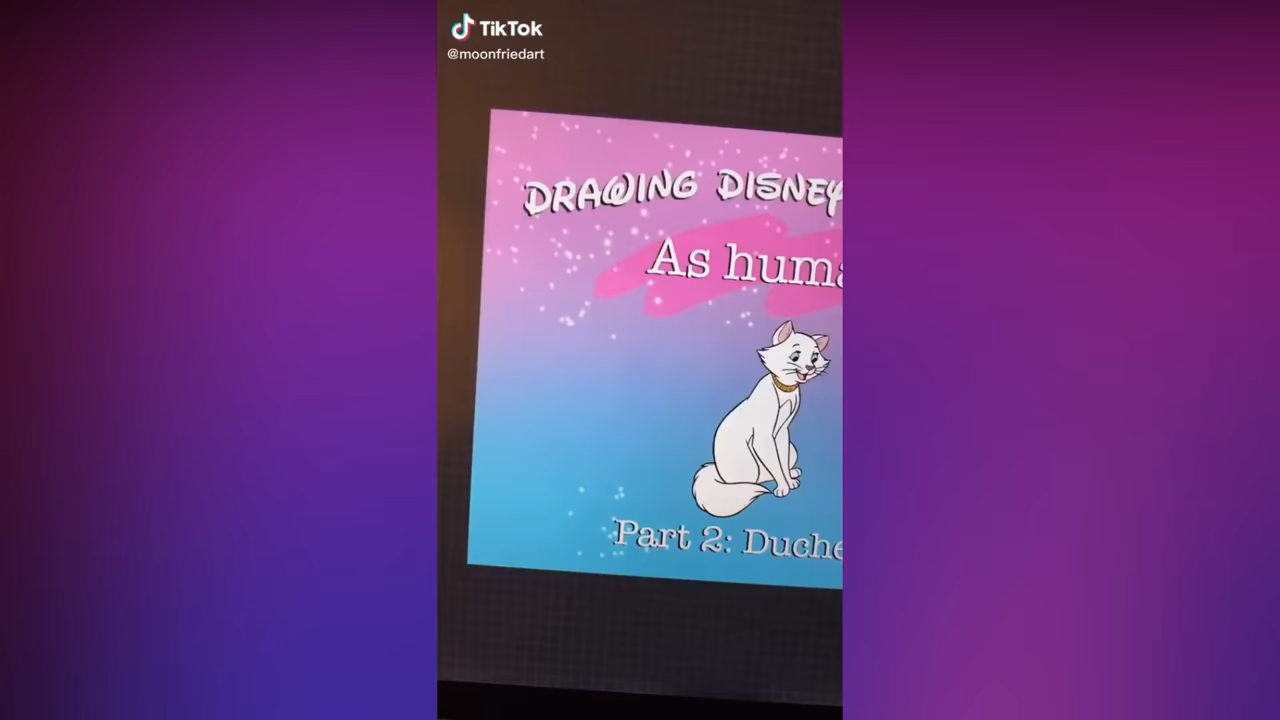 TikTok
@moonfriedart
DRAWING DISNEY
As huma
Part 2: Duche